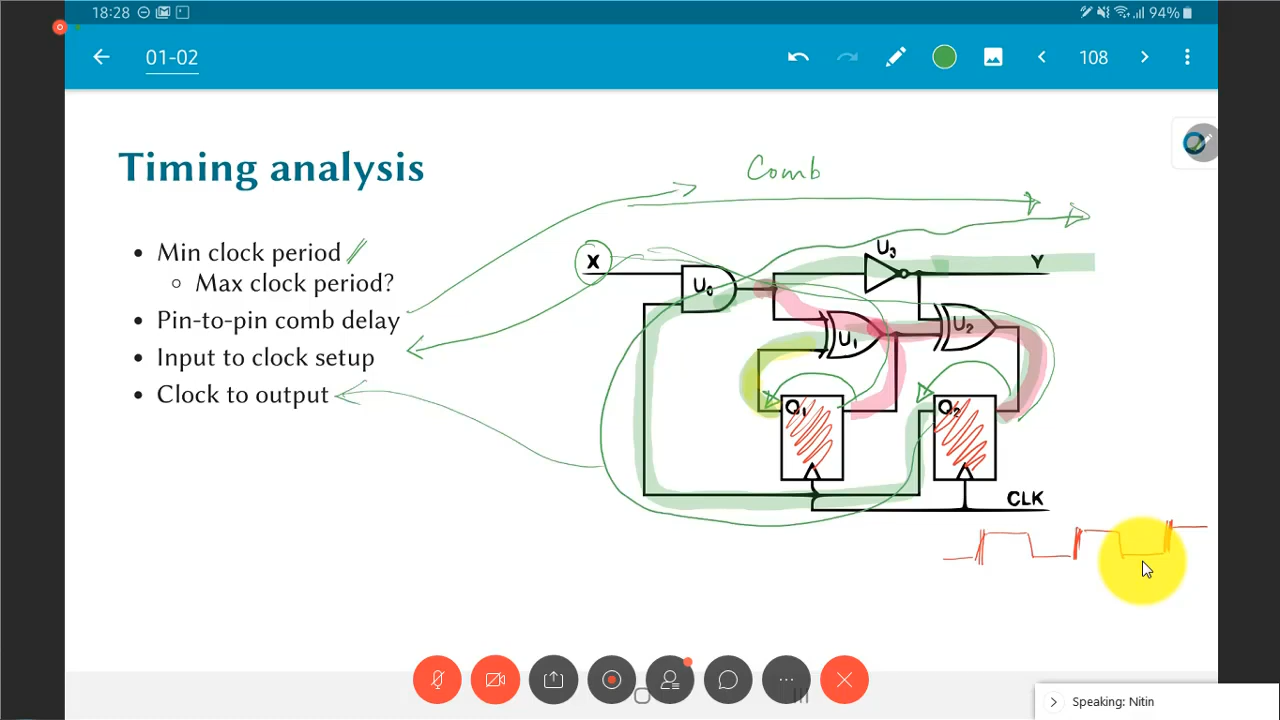 18:28
94%
01-02
108
Timing analysis
Comb
• Min clock period
Max clock period?
• Pin-to-pin comb delay
• Input to clock setup
• Clock to output
X
U0
U3
Y
U1
U2
Q1
Q2
CLK
Speaking: Nitin